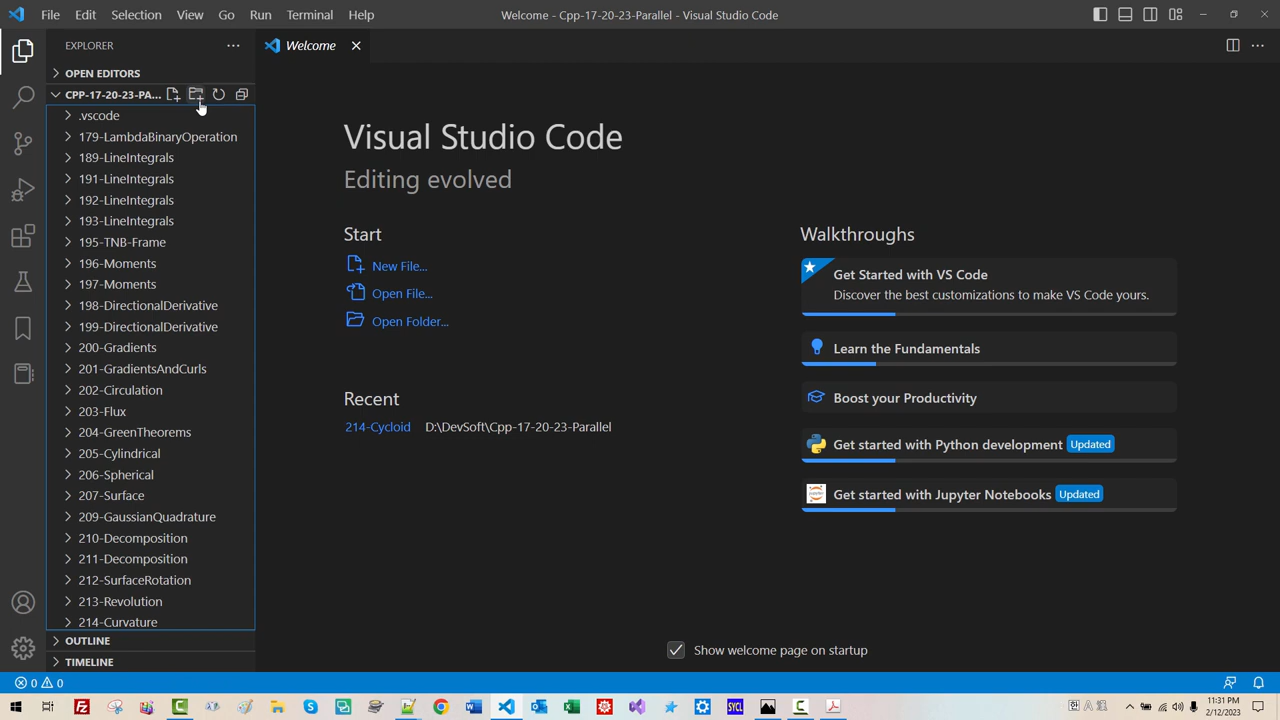 File Edit Selection View Go Run Terminal Help
Welcome - Cpp-17-20-23-Parallel - Visual Studio Code
EXPLORER
Welcome
OPEN EDITORS
CPP-17-20-23-PA...
.vscode
179-LambdaBinaryOperation
189-LineIntegrals
191-LineIntegrals
192-LineIntegrals
193-LineIntegrals
195-TNB-Frame
196-Moments
197-Moments
198-DirectionalDerivative
199-DirectionalDerivative
200-Gradients
201-GradientsAndCurls
202-Circulation
203-Flux
204-GreenTheorems
205-Cylindrical
206-Spherical
207-Surface
209-GaussianQuadrature
210-Decomposition
211-Decomposition
212-SurfaceRotation
213-Revolution
214-Curvature
OUTLINE
TIMELINE
Visual Studio Code
Editing evolved
Start
New File...
Open File...
Open Folder...
Recent
214-Cycloid D:\DevSoft\Cpp-17-20-23-Parallel
Walkthroughs
Get Started with VS Code
Discover the best customizations to make VS Code yours.
Learn the Fundamentals
Boost your Productivity
Get started with Python development Updated
Get started with Jupyter Notebooks Updated
Show welcome page on startup
0 0
SYCL
11:31 PM
2/12/2023